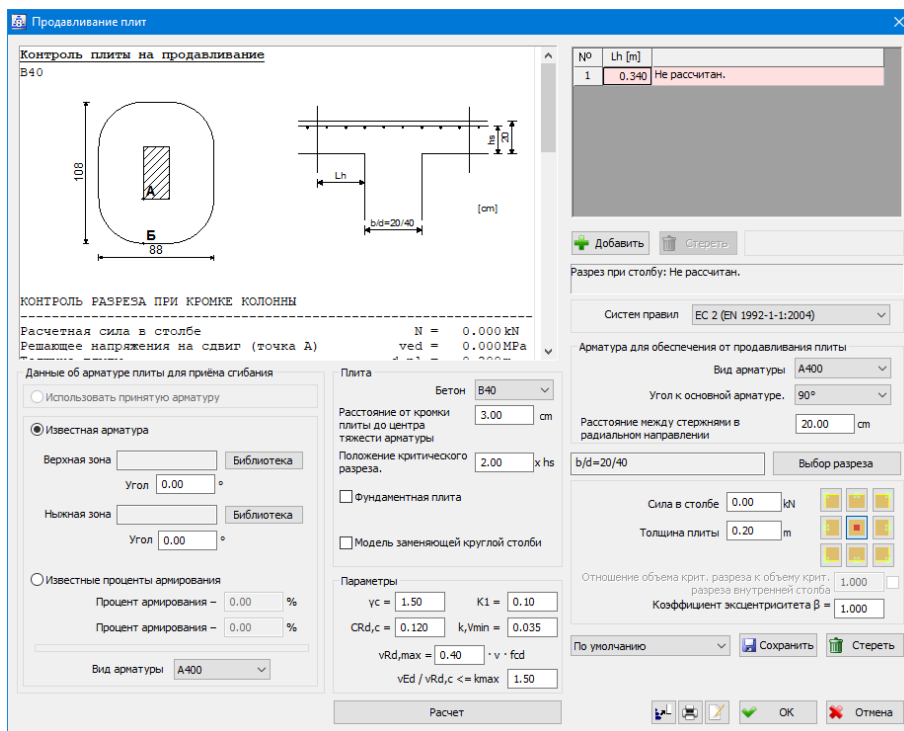 Продавливание плит
Контроль плиты на продавливание
B40
108
А
Б
88
Lh
hs
20
[cm]
b/d=20/40
КОНТРОЛЬ РАЗРЕЗА ПРИ КРОМКЕ КОЛОННЫ
Расчетная сила в столбе N = 0.000 kN
Решающее напряжения на сдвиг (точка А) ved = 0.000 MPa
№ Lh [m]
1 0.340 Не рассчитан.
Добавить Стереть
Разрез при столбу: Не рассчитан.
Систем правил EC 2 (EN 1992-1-1:2004)
Арматура для обеспечения от продавливания плиты
Вид арматуры A400
Угол к основной арматуре. 90°
Расстояние между стержнями в
радиальном направлении 20.00 cm
b/d=20/40 Выбор разреза
Сила в столбе 0.00 kN
Толщина плиты 0.20 m
Отношение объема крит. разреза к объему крит.
разреза внутренней столба 1.000
Коэффициент эксцентриситета β = 1.000
По умолчанию Сохранить Стереть
Данные об арматуре плиты для приёма сгибания
Использовать принятую арматуру
Известная арматура
Верхная зона Библиотека
Угол 0.00 °
Ныжная зона Библиотека
Угол 0.00 °
Известные проценты армирования
Процент армирования – 0.00 %
Процент армирования – 0.00 %
Вид арматуры A400
Плита
Бетон B40
Расстояние от кромки
плиты до центра
тяжести арматуры 3.00 cm
Положение критического
разреза. 2.00 x hs
Фундаментная плита
Модель заменяющей круглой столби
Параметры
γc = 1.50 K1 = 0.10
CRd,c = 0.120 k,Vmin = 0.035
vRd,max = 0.40 · ν · fcd
vEd / vRd,c <= kmax 1.50
Расчет
OK Отмена